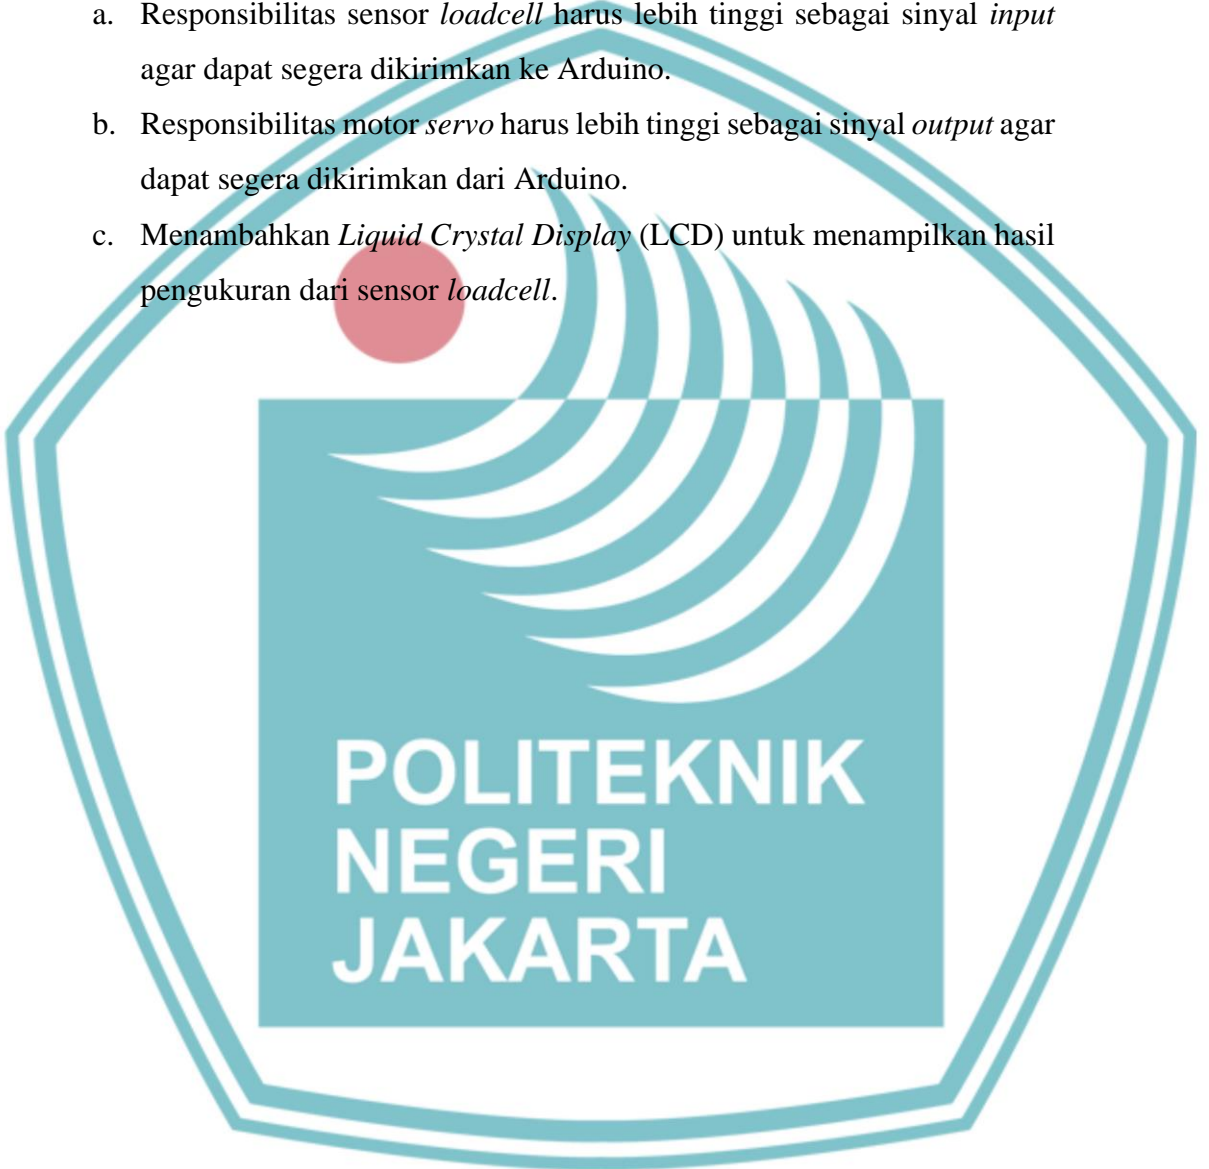 a. Responsibilitas sensor loadcell harus lebih tinggi sebagai sinyal input
agar dapat segera dikirimkan ke Arduino.
b. Responsibilitas motor servo harus lebih tinggi sebagai sinyal output agar
dapat segera dikirimkan dari Arduino.
c. Menambahkan Liquid Crystal Display (LCD) untuk menampilkan hasil
pengukuran dari sensor loadcell.
POLITEKNIK
NEGERI
JAKARTA